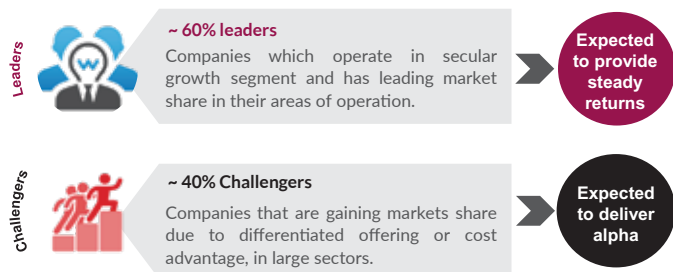 Leaders
~ 60% leaders
Companies which operate in secular
growth segment and has leading market
share in their areas of operation.
Expected
to provide
steady
returns
W
Challengers
~ 40% Challengers
Companies that are gaining markets share
due to differentiated offering or cost
advantage, in large sectors.
Expected
to deliver
alpha